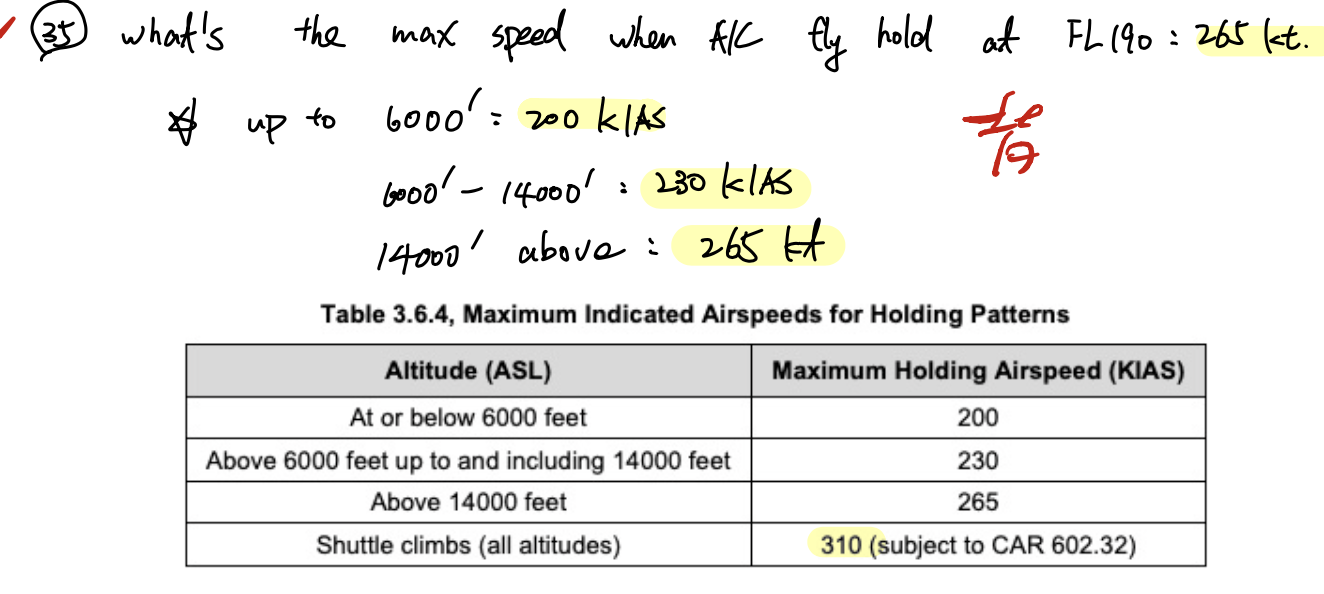 35 what's the max speed when A/C fly hold at FL190 : 265 kt.
☆ up to 6000' : 200 KIAS
6000' - 14000' : 230 KIAS
14000' above : 265 kt
Table 3.6.4, Maximum Indicated Airspeeds for Holding Patterns
Altitude (ASL) Maximum Holding Airspeed (KIAS)
At or below 6000 feet 200
Above 6000 feet up to and including 14000 feet 230
Above 14000 feet 265
Shuttle climbs (all altitudes) 310 (subject to CAR 602.32)